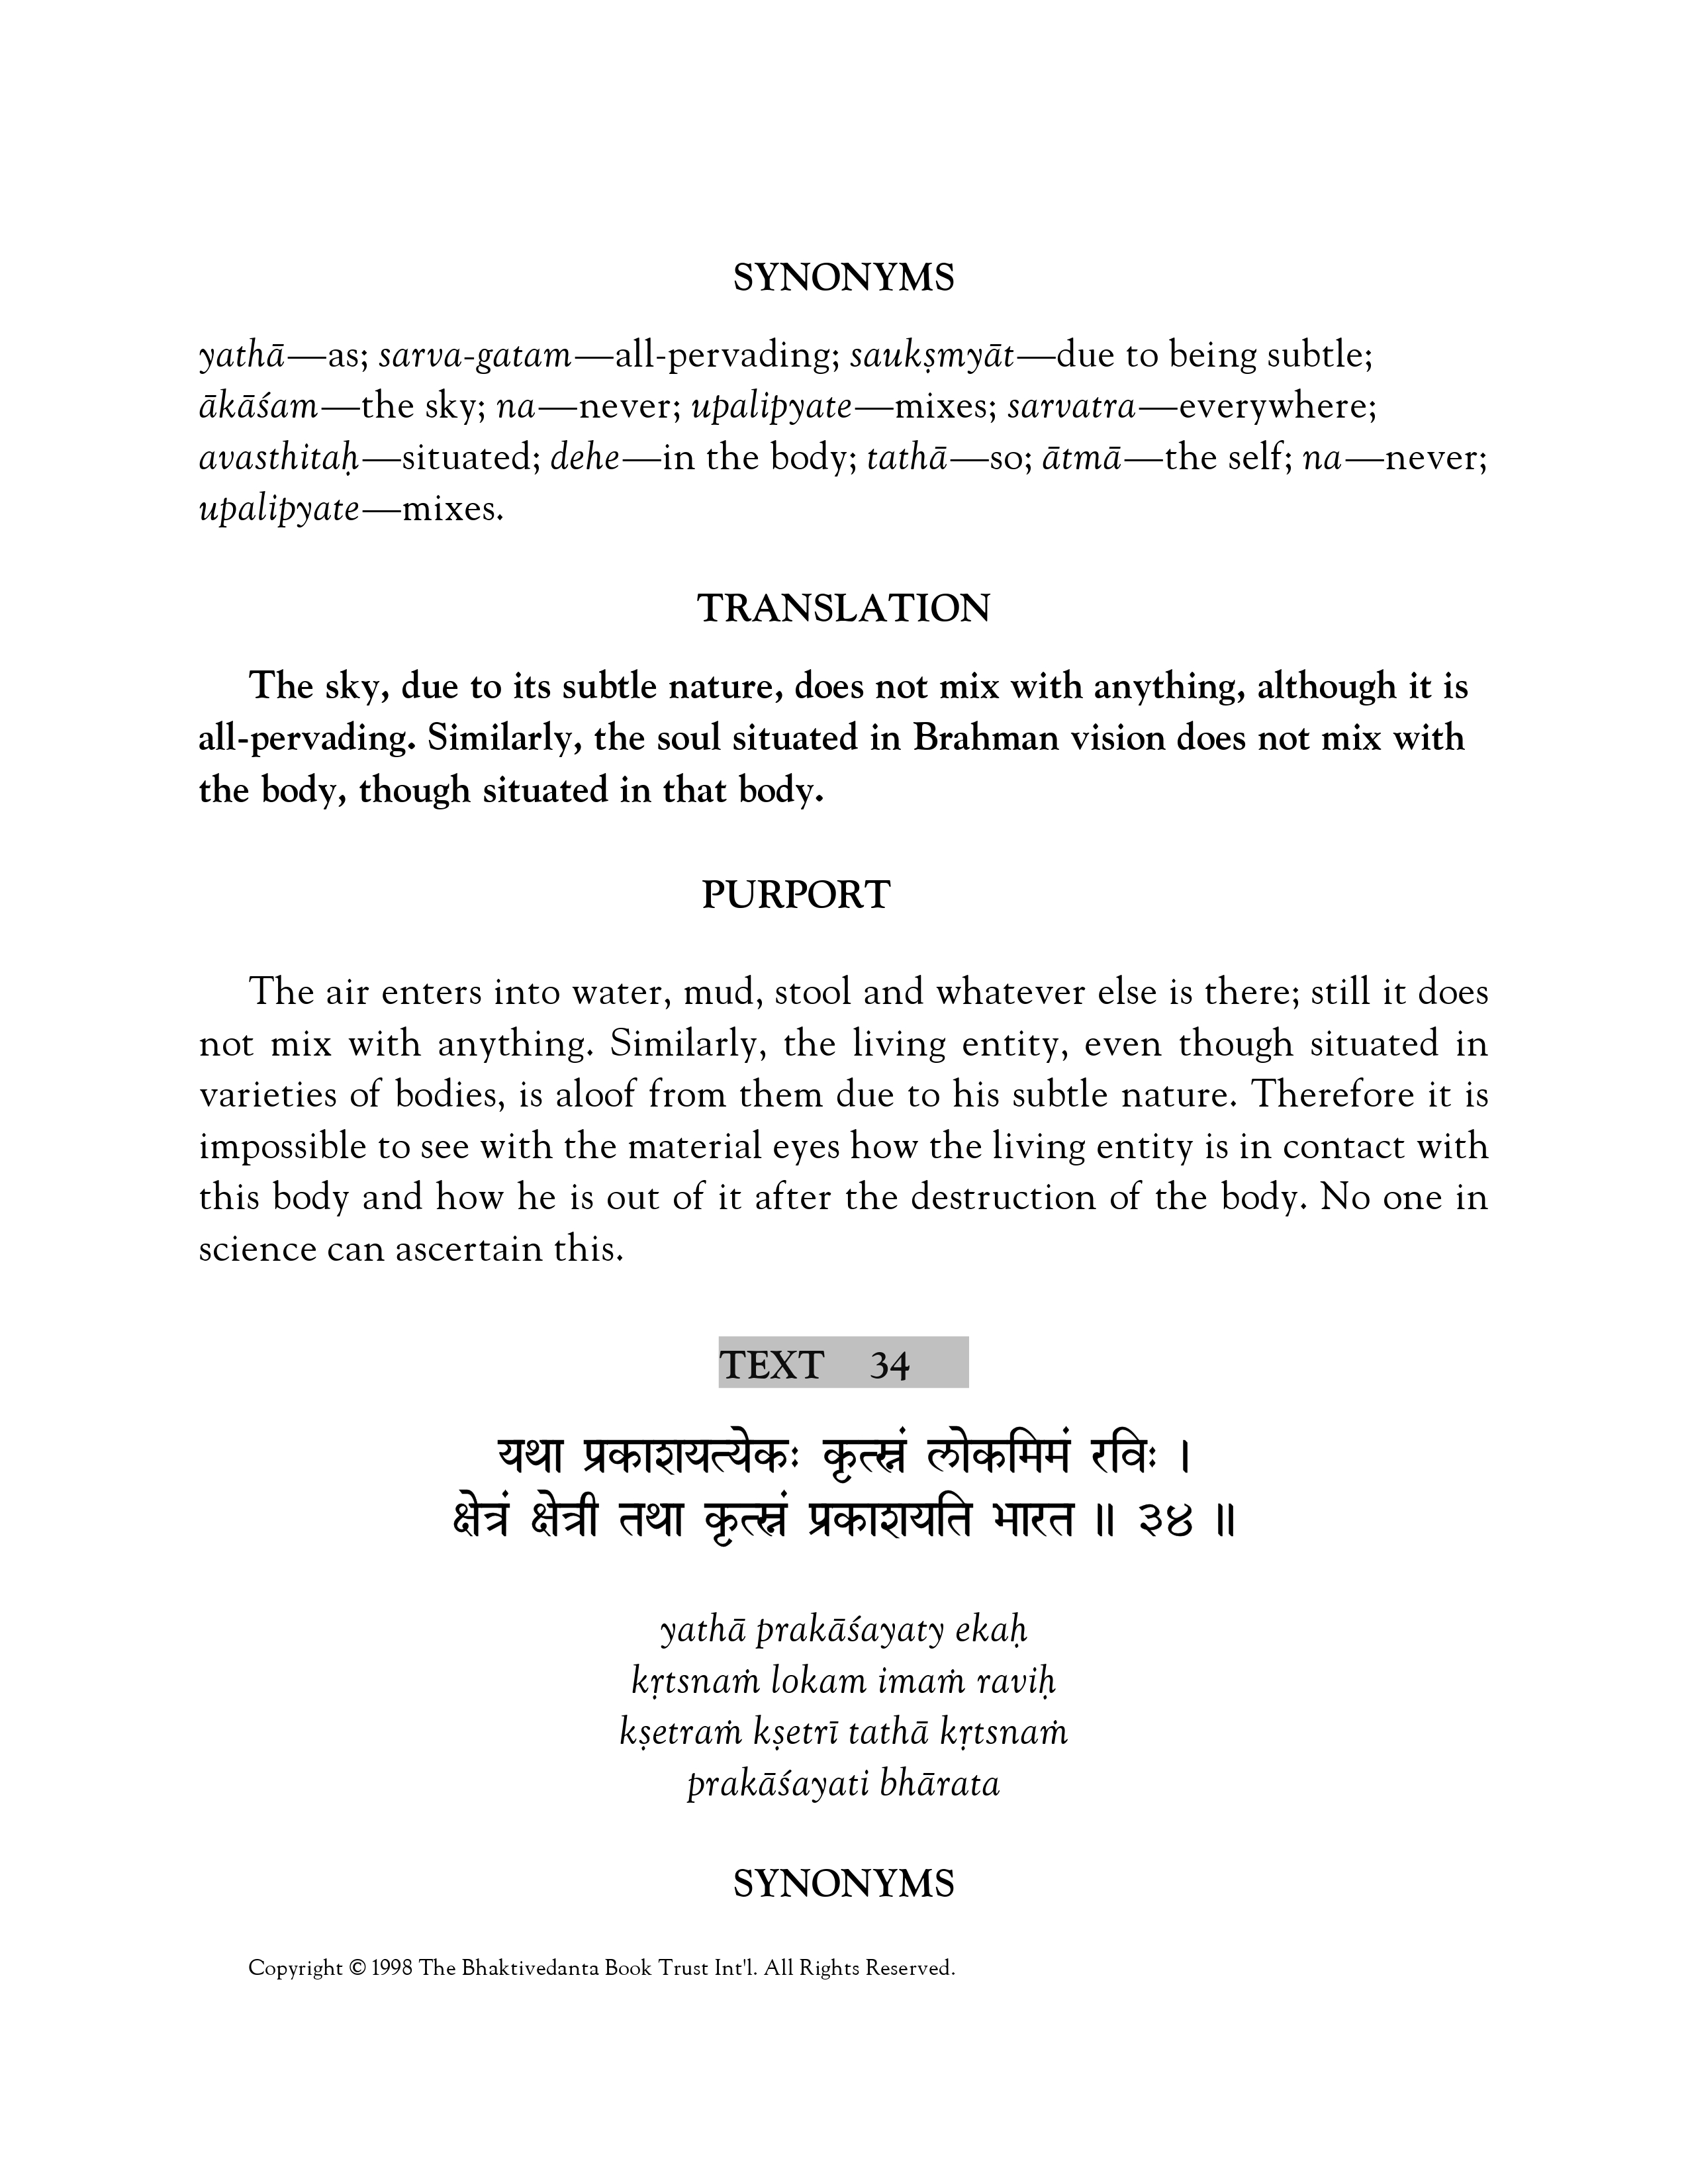 SYNONYMS
yathā—as; sarva-gatam—all-pervading; saukṣmyāt—due to being subtle;
ākāśam—the sky; na—never; upalipyate—mixes; sarvatra—everywhere;
avasthitaḥ—situated; dehe—in the body; tathā—so; ātmā—the self; na—never;
upalipyate—mixes.
TRANSLATION
The sky, due to its subtle nature, does not mix with anything, although it is
all-pervading. Similarly, the soul situated in Brahman vision does not mix with
the body, though situated in that body.
PURPORT
The air enters into water, mud, stool and whatever else is there; still it does
not mix with anything. Similarly, the living entity, even though situated in
varieties of bodies, is aloof from them due to his subtle nature. Therefore it is
impossible to see with the material eyes how the living entity is in contact with
this body and how he is out of it after the destruction of the body. No one in
science can ascertain this.
TEXT 34
यथा प्रकाशयत्येकः कृत्स्नं लोकमिमं रविः ।
क्षेत्रं क्षेत्री तथा कृत्स्नं प्रकाशयति भारत ॥ ३४ ॥
yathā prakāśayaty ekaḥ
kṛtsnaṁ lokam imaṁ raviḥ
kṣetraṁ kṣetrī tathā kṛtsnaṁ
prakāśayati bhārata
SYNONYMS
Copyright © 1998 The Bhaktivedanta Book Trust Int'l. All Rights Reserved.